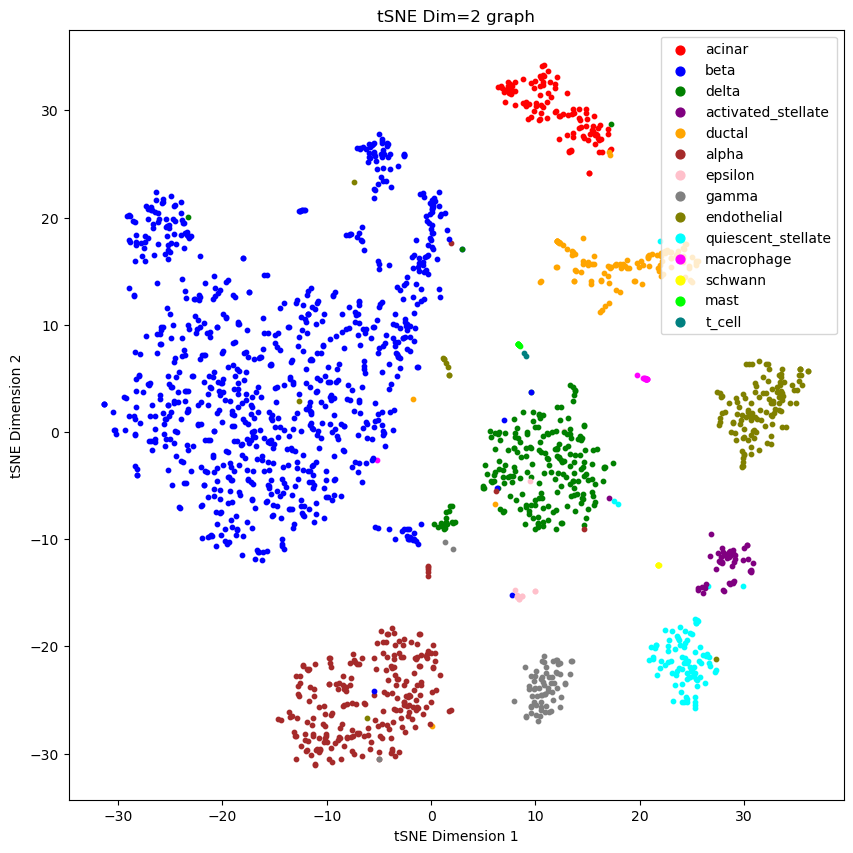 tSNE Dim=2 graph
acinar
beta
delta
activated_stellate
ductal
alpha
epsilon
gamma
endothelial
quiescent_stellate
macrophage
schwann
mast
t_cell
tSNE Dimension 2
30
20
10
0
−10
−20
−30
−30 −20 −10 0 10 20 30
tSNE Dimension 1